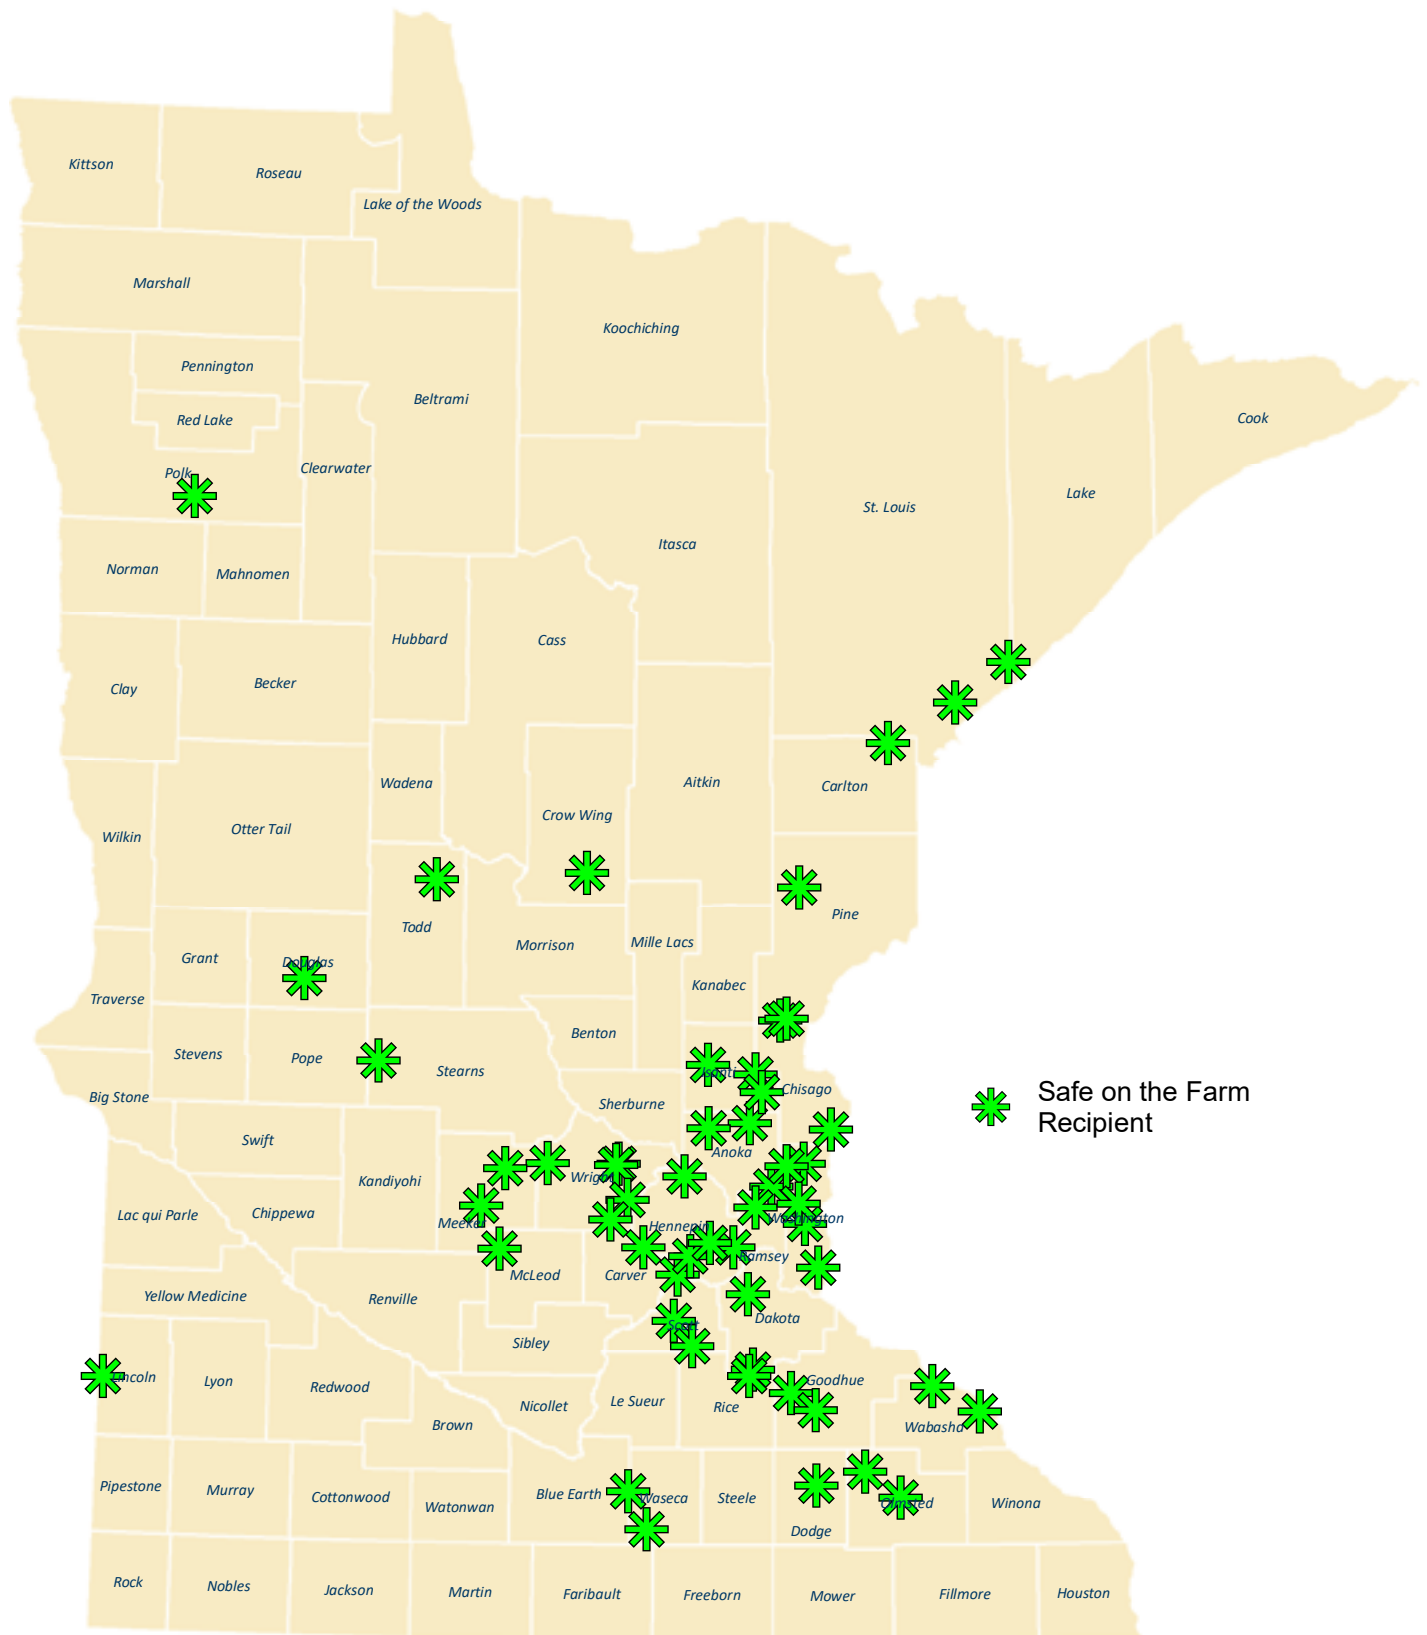 Kittson
Roseau
Lake of the Woods
Marshall
Koochiching
Pennington
Beltrami
Red Lake
Cook
Polk
Clearwater
Lake
St. Louis
Itasca
Norman
Mahnomen
Hubbard
Cass
Clay
Becker
Wadena
Aitkin
Carlton
Crow Wing
Otter Tail
Wilkin
Todd
Pine
Morrison
Mille Lacs
Grant
Douglas
Kanabec
Traverse
Benton
Stevens
Pope
Stearns
Isanti
Chisago
Big Stone
Sherburne
Safe on the Farm
Recipient
Swift
Anoka
Kandiyohi
Wright
Lac qui Parle
Chippewa
Meeker
Hennepin
Washington
Ramsey
McLeod
Carver
Yellow Medicine
Renville
Dakota
Scott
Sibley
Lincoln
Lyon
Redwood
Goodhue
Le Sueur
Nicollet
Rice
Brown
Wabasha
Pipestone
Murray
Cottonwood
Watonwan
Blue Earth
Waseca
Steele
Olmsted
Winona
Dodge
Rock
Nobles
Jackson
Martin
Faribault
Freeborn
Mower
Fillmore
Houston